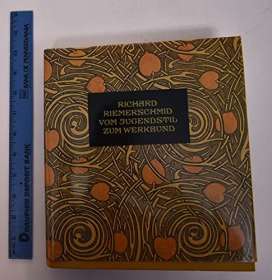 RICHARD
RIEMERSCHMID
VOM JUGENDSTIL
ZUM WERKBUND